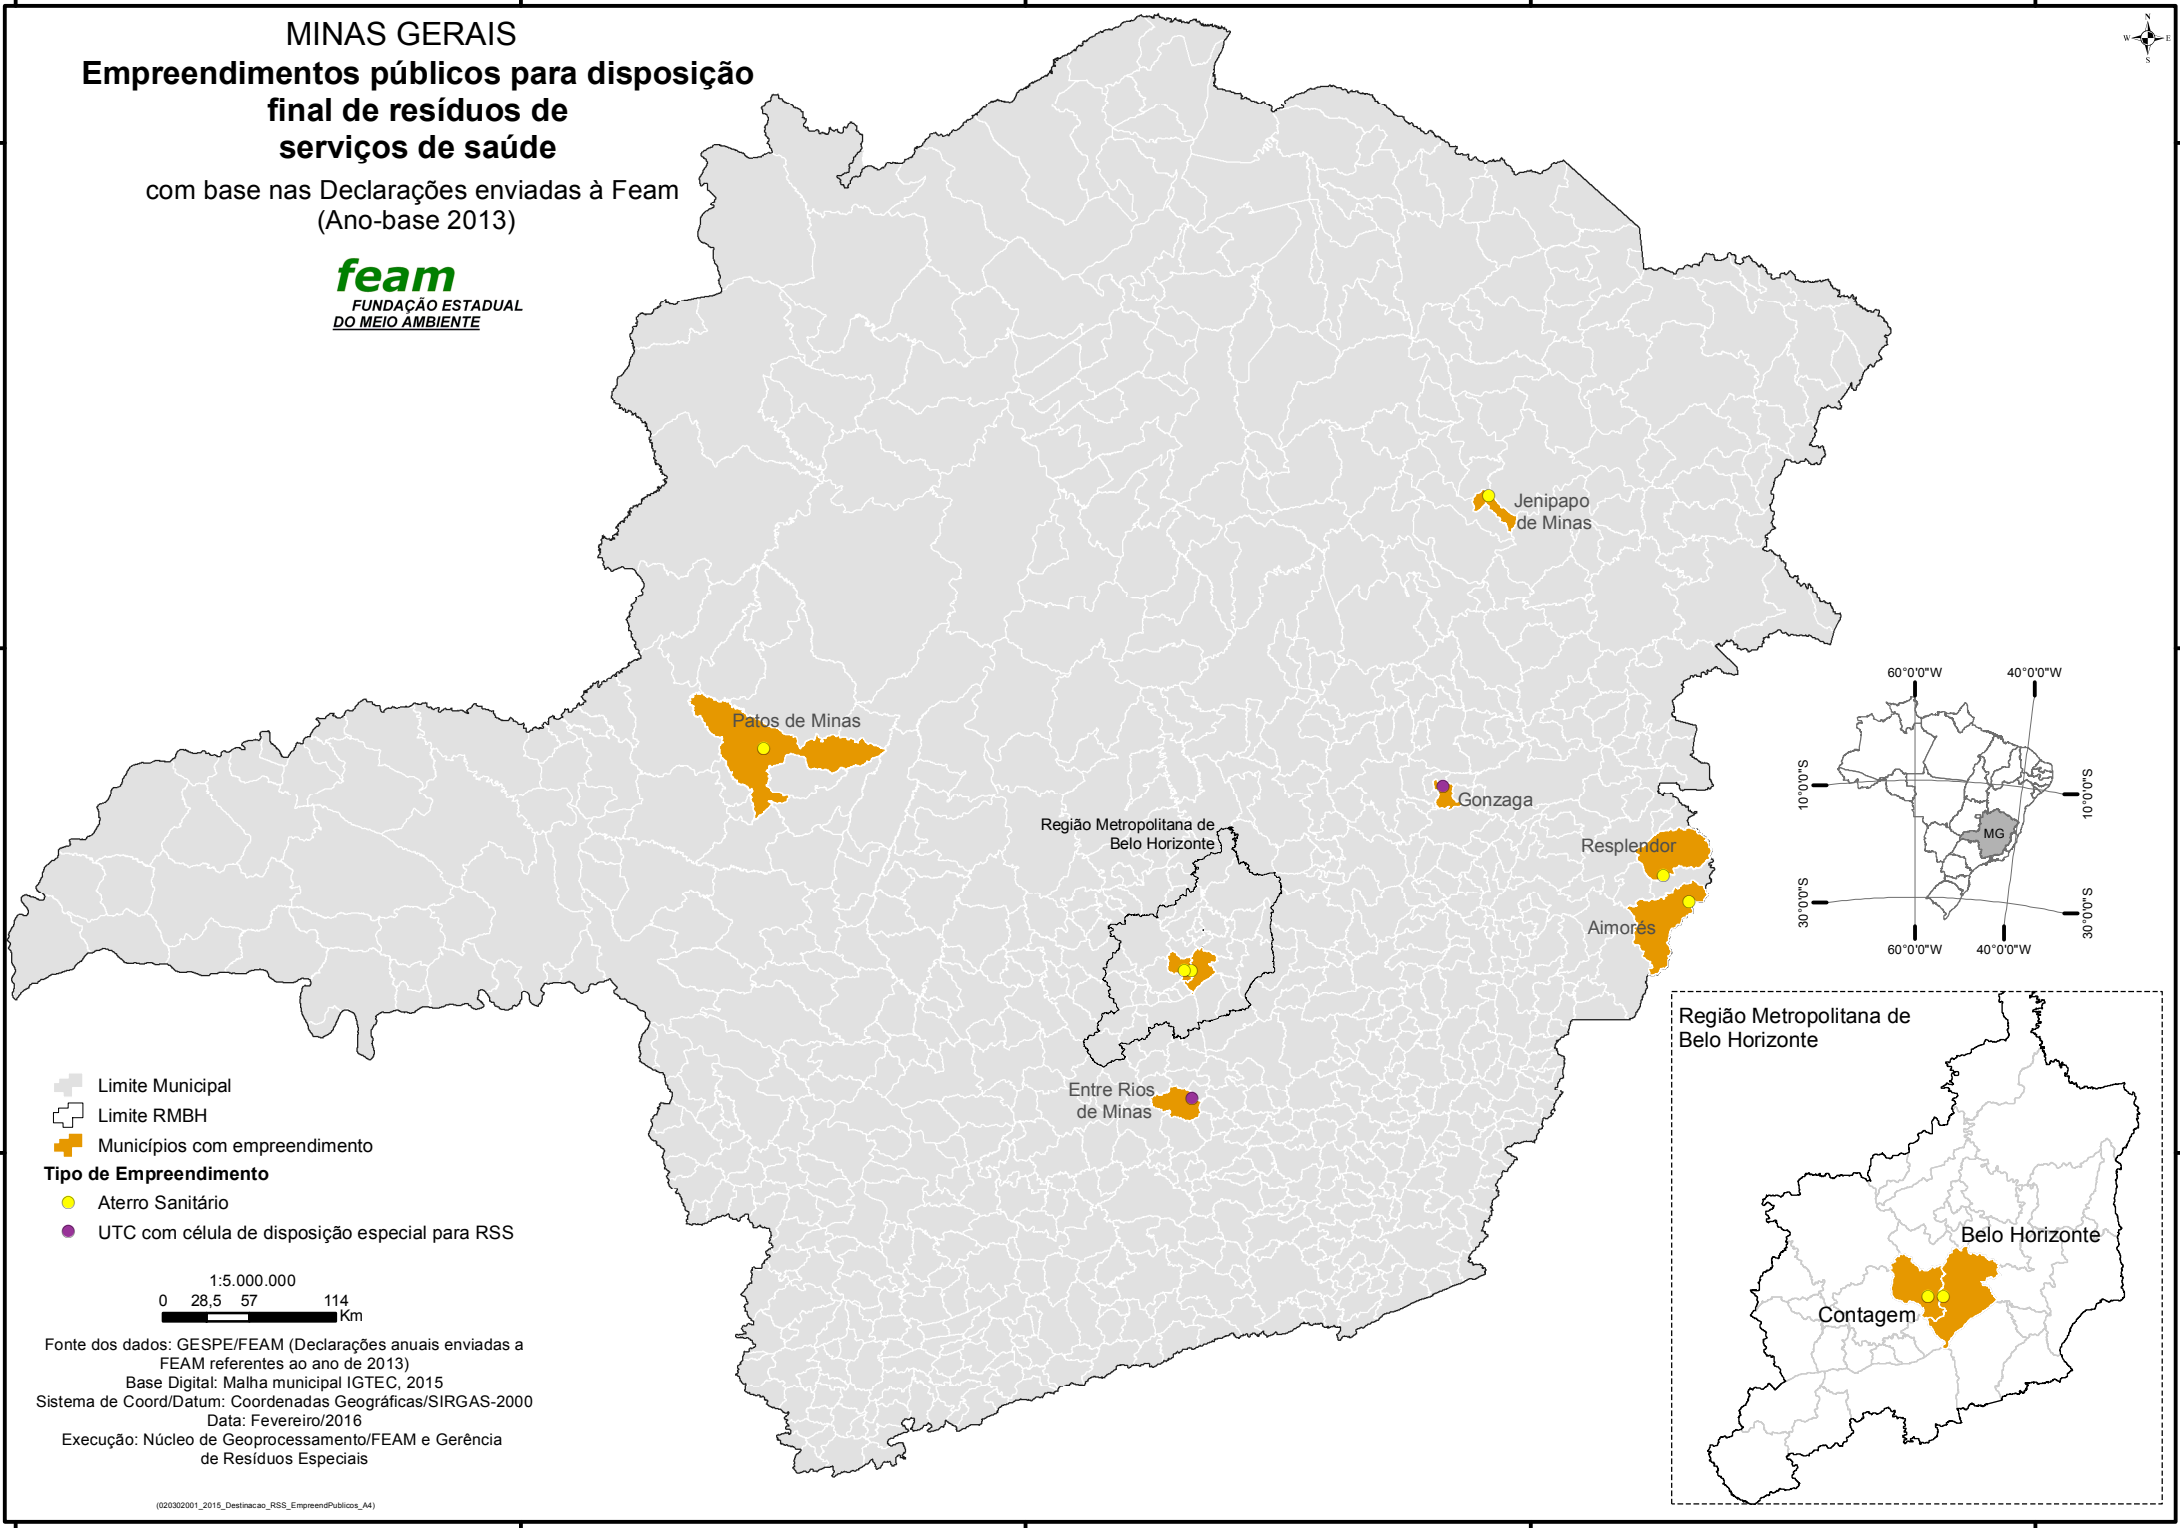 MINAS GERAIS
Empreendimentos públicos para disposição
final de resíduos de
serviços de saúde
com base nas Declarações enviadas à Feam
(Ano-base 2013)
feam
FUNDAÇÃO ESTADUAL
DO MEIO AMBIENTE
N
W
E
S
Jenipapo
de Minas
Patos de Minas
Gonzaga
Região Metropolitana de
Belo Horizonte
Resplendor
Aimorés
Entre Rios
de Minas
60°0'0"W
40°0'0"W
10°0'0"S
10°0'0"S
MG
30°0'0"S
30°0'0"S
60°0'0"W
40°0'0"W
Região Metropolitana de
Belo Horizonte
Belo Horizonte
Contagem
Limite Municipal
Limite RMBH
Municípios com empreendimento
Tipo de Empreendimento
Aterro Sanitário
UTC com célula de disposição especial para RSS
1:5.000.000
0 28,5 57 114
Km
Fonte dos dados: GESPE/FEAM (Declarações anuais enviadas a
FEAM referentes ao ano de 2013)
Base Digital: Malha municipal IGTEC, 2015
Sistema de Coord/Datum: Coordenadas Geográficas/SIRGAS-2000
Data: Fevereiro/2016
Execução: Núcleo de Geoprocessamento/FEAM e Gerência
de Resíduos Especiais
(020302001_2015_Destinacao_RSS_EmpreendPublicos_A4)